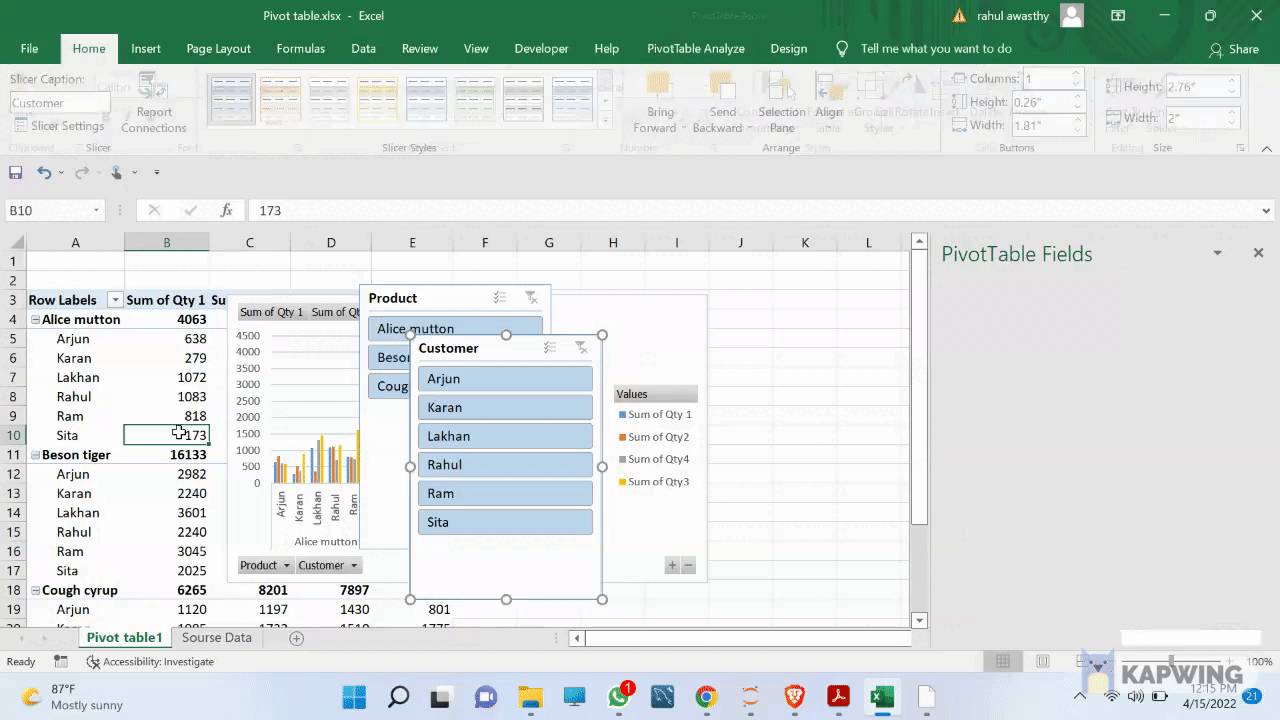 Pivot table.xlsx - Excel
rahul awasthy
File Home Insert Page Layout Formulas Data Review View Developer Help PivotTable Analyze Design Tell me what you want to do Share
Slicer Caption:
Customer
Slicer Settings
Report
Connections
Slicer
Slicer Styles
Bring
Forward
Send
Backward
Selection
Pane
Align
Group
Rotate
Arrange
Columns: 1
Height: 0.26"
Width: 1.81"
Buttons
Height: 2.76"
Width: 2"
Size
B10 fx 173
A B C D E F G H I J K L
PivotTable Fields
1
2
3 Row Labels Sum of Qty 1 Su
4 Alice mutton 4063
5 Arjun 638
6 Karan 279
7 Lakhan 1072
8 Rahul 1083
9 Ram 818
10 Sita 173
11 Beson tiger 16133
12 Arjun 2982
13 Karan 2240
14 Lakhan 3601
15 Rahul 2240
16 Ram 3045
17 Sita 2025
18 Cough cyrup 6265 8201 7897
19 Arjun 1120 1197 1430 801
Sum of Qty 1 Sum of Qt
4500
4000
3500
3000
2500
2000
1500
1000
500
0
Arjun
Karan
Lakhan
Rahul
Ram
Alice mutton
Product Customer
Product
Alice mutton
Beso
Coug
Customer
Arjun
Karan
Lakhan
Rahul
Ram
Sita
Values
Sum of Qty 1
Sum of Qty2
Sum of Qty4
Sum of Qty3
+ −
Pivot table1 Sourse Data
Ready Accessibility: Investigate 100%
KAPWING
87°F
Mostly sunny
1
12:15 PM
4/15/2022
21